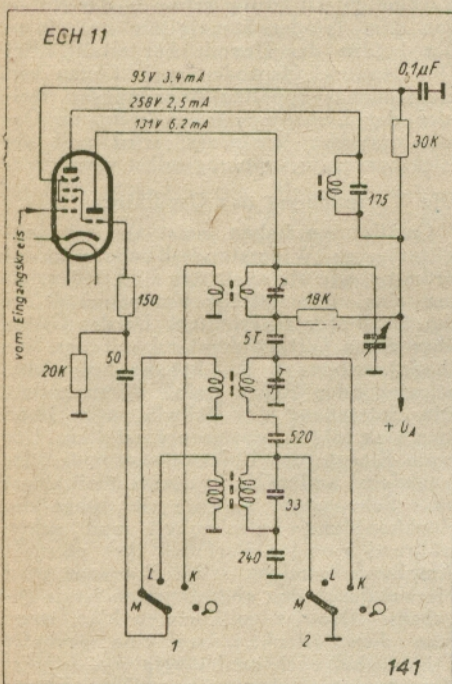 ECH 11
95V 3,4 mA
0,1µF
258V 2,5 mA
131V 6,2 mA
30K
175
vom Eingangskreis
150
18K
5T
20K
50
+ UA
520
33
L
K
240
L
K
M
M
1
2
141